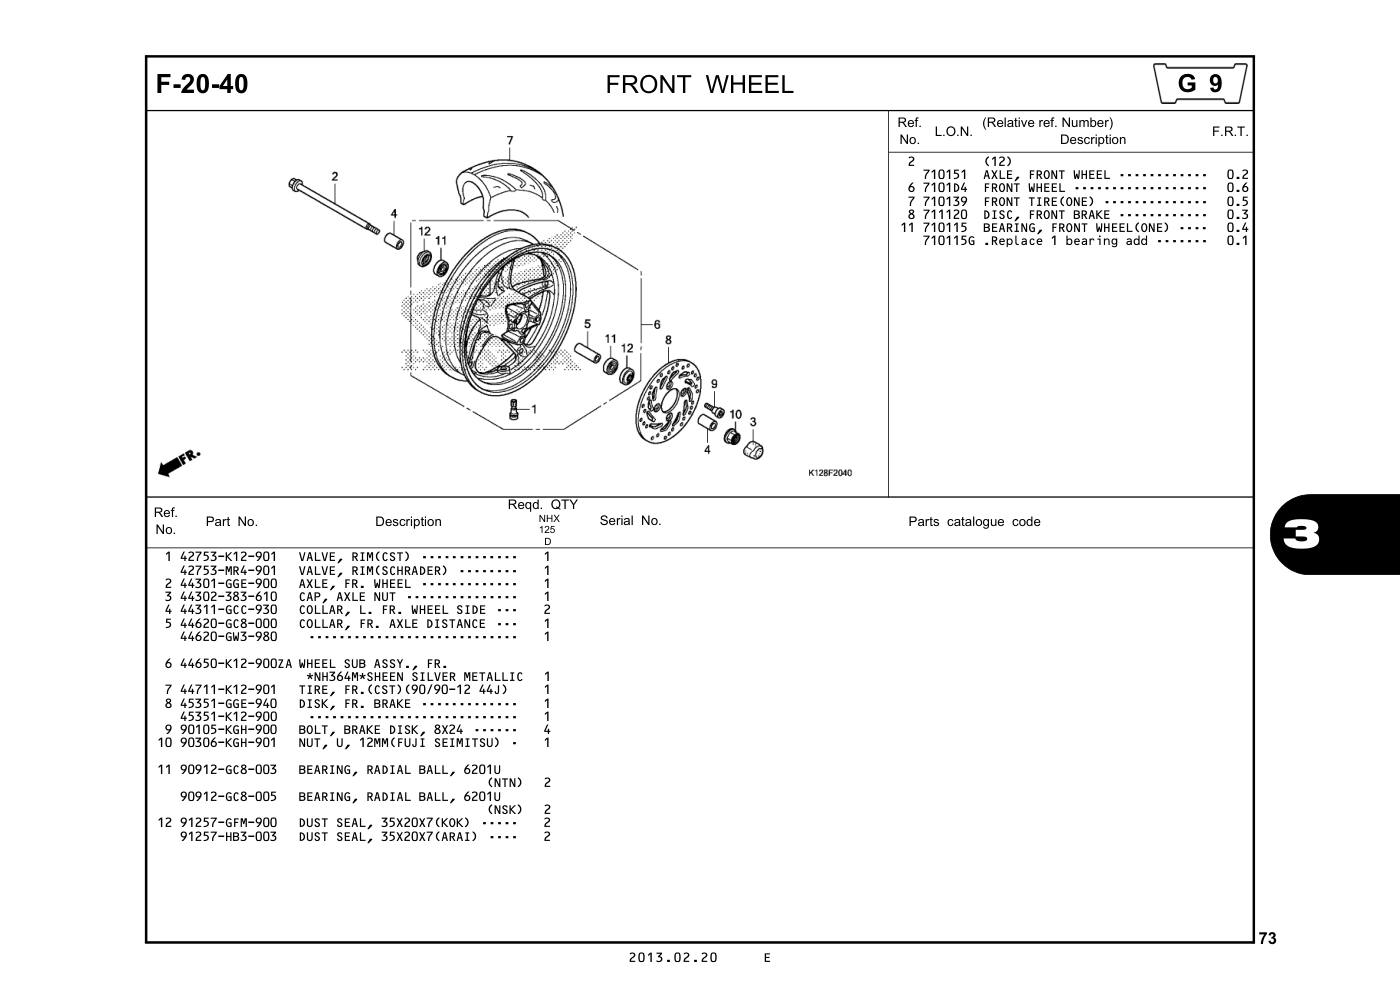 F-20-40
FRONT WHEEL
G 9
Ref. No. L.O.N. (Relative ref. Number) Description F.R.T.
2 (12)
710151 AXLE, FRONT WHEEL ------------ 0.2
6 7101D4 FRONT WHEEL ------------------ 0.6
7 710139 FRONT TIRE(ONE) -------------- 0.5
8 711120 DISC, FRONT BRAKE ------------ 0.3
11 710115 BEARING, FRONT WHEEL(ONE) ---- 0.4
710115G .Replace 1 bearing add ------- 0.1
7
2
4
12
11
5
11
12
6
8
9
10
3
4
1
HONDA
FR.
K128F2040
Ref. No. Part No. Description Reqd. QTY Serial No. Parts catalogue code
NHX
125
D
1 42753-K12-901 VALVE, RIM(CST) ------------- 1
42753-MR4-901 VALVE, RIM(SCHRADER) -------- 1
2 44301-GGE-900 AXLE, FR. WHEEL ------------- 1
3 44302-383-610 CAP, AXLE NUT --------------- 1
4 44311-GCC-930 COLLAR, L. FR. WHEEL SIDE --- 2
5 44620-GC8-000 COLLAR, FR. AXLE DISTANCE --- 1
44620-GW3-980 ---------------------------- 1
6 44650-K12-900ZA WHEEL SUB ASSY., FR.
*NH364M*SHEEN SILVER METALLIC 1
7 44711-K12-901 TIRE, FR.(CST)(90/90-12 44J) 1
8 45351-GGE-940 DISK, FR. BRAKE ------------- 1
45351-K12-900 ---------------------------- 1
9 90105-KGH-900 BOLT, BRAKE DISK, 8X24 ------ 4
10 90306-KGH-901 NUT, U, 12MM(FUJI SEIMITSU) - 1
11 90912-GC8-003 BEARING, RADIAL BALL, 6201U
(NTN) 2
90912-GC8-005 BEARING, RADIAL BALL, 6201U
(NSK) 2
12 91257-GFM-900 DUST SEAL, 35X20X7(KOK) ----- 2
91257-HB3-003 DUST SEAL, 35X20X7(ARAI) ---- 2
3
73
2013.02.20 E